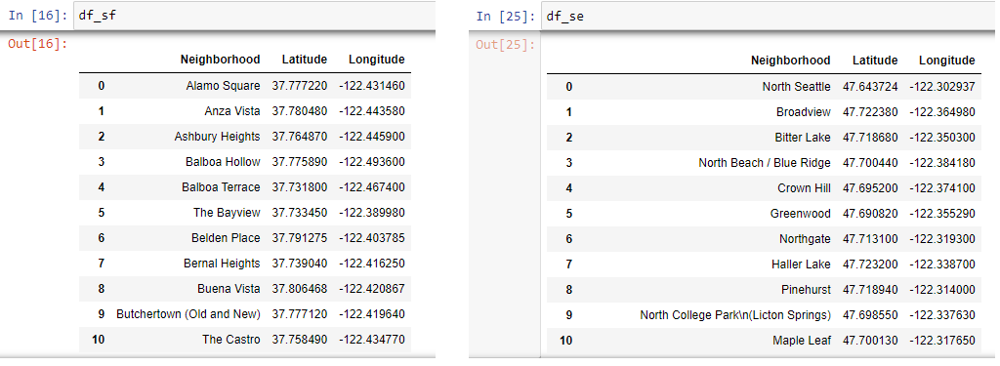 In [16]: df_sf
Out[16]:
Neighborhood Latitude Longitude
0 Alamo Square 37.777220 -122.431460
1 Anza Vista 37.780480 -122.443580
2 Ashbury Heights 37.764870 -122.445900
3 Balboa Hollow 37.775890 -122.493600
4 Balboa Terrace 37.731800 -122.467400
5 The Bayview 37.733450 -122.389980
6 Belden Place 37.791275 -122.403785
7 Bernal Heights 37.739040 -122.416250
8 Buena Vista 37.806468 -122.420867
9 Butchertown (Old and New) 37.777120 -122.419640
10 The Castro 37.758490 -122.434770
In [25]: df_se
Out[25]:
Neighborhood Latitude Longitude
0 North Seattle 47.643724 -122.302937
1 Broadview 47.722380 -122.364980
2 Bitter Lake 47.718680 -122.350300
3 North Beach / Blue Ridge 47.700440 -122.384180
4 Crown Hill 47.695200 -122.374100
5 Greenwood 47.690820 -122.355290
6 Northgate 47.713100 -122.319300
7 Haller Lake 47.723200 -122.338700
8 Pinehurst 47.718940 -122.314000
9 North College Park\n(Licton Springs) 47.698550 -122.337630
10 Maple Leaf 47.700130 -122.317650